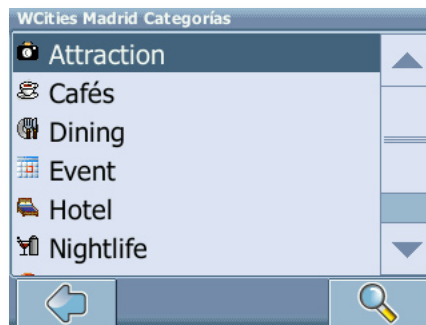 WCities Madrid Categorías
Attraction
Cafés
Dining
Event
Hotel
Nightlife